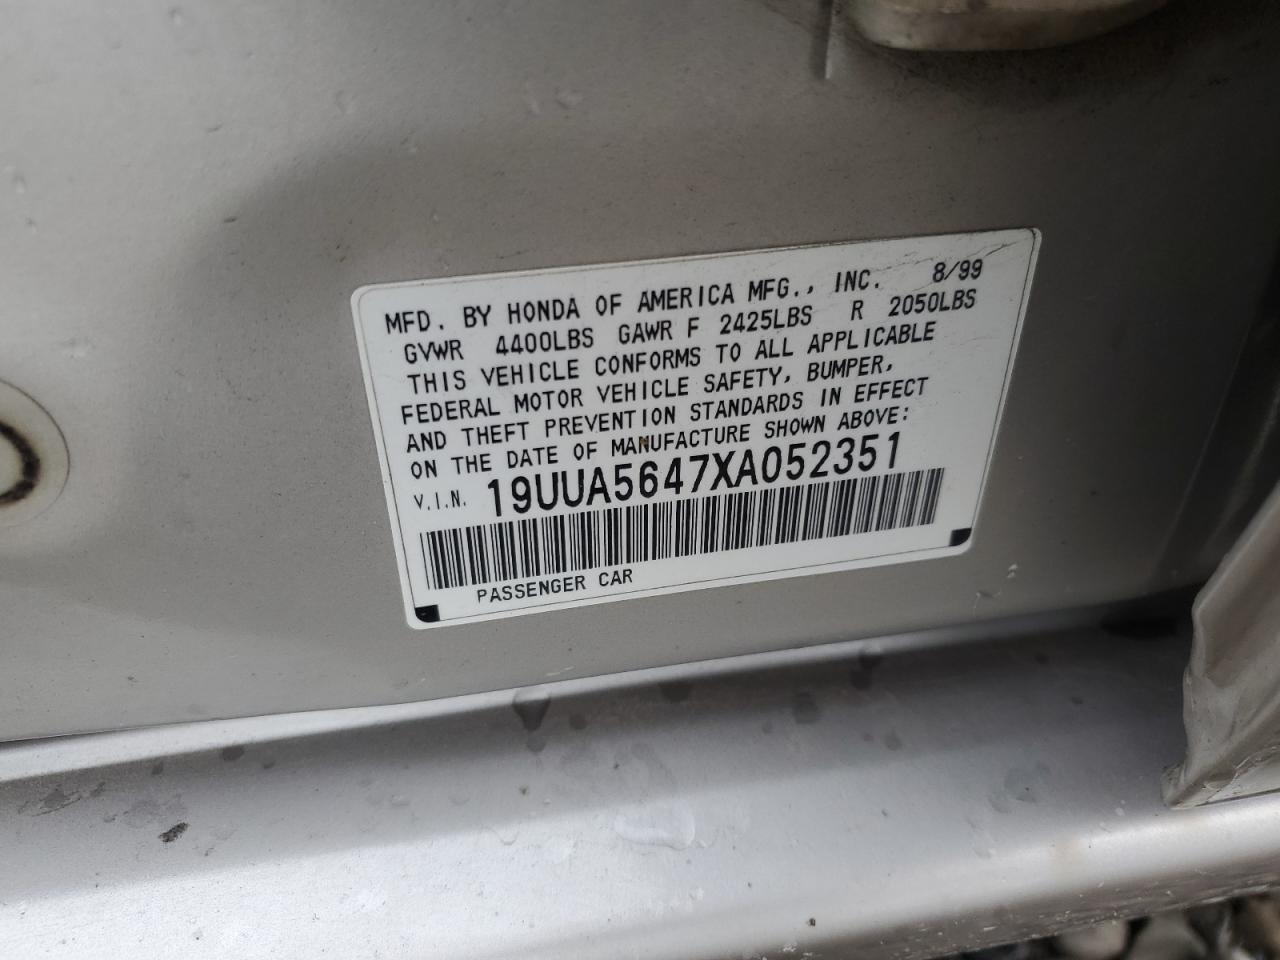 MFD. BY HONDA OF AMERICA MFG., INC. 8/99
GVWR 4400LBS GAWR F 2425LBS R 2050LBS
THIS VEHICLE CONFORMS TO ALL APPLICABLE
FEDERAL MOTOR VEHICLE SAFETY, BUMPER,
AND THEFT PREVENTION STANDARDS IN EFFECT
ON THE DATE OF MANUFACTURE SHOWN ABOVE:
V.I.N. 19UUA5647XA052351
PASSENGER CAR